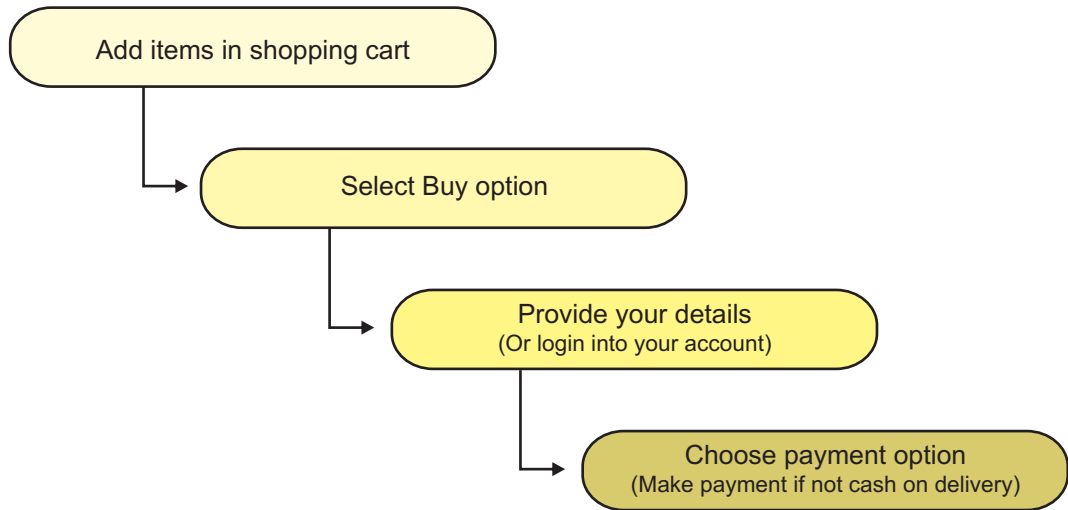 Add items in shopping cart
Select Buy option
Provide your details
(Or login into your account)
Choose payment option
(Make payment if not cash on delivery)